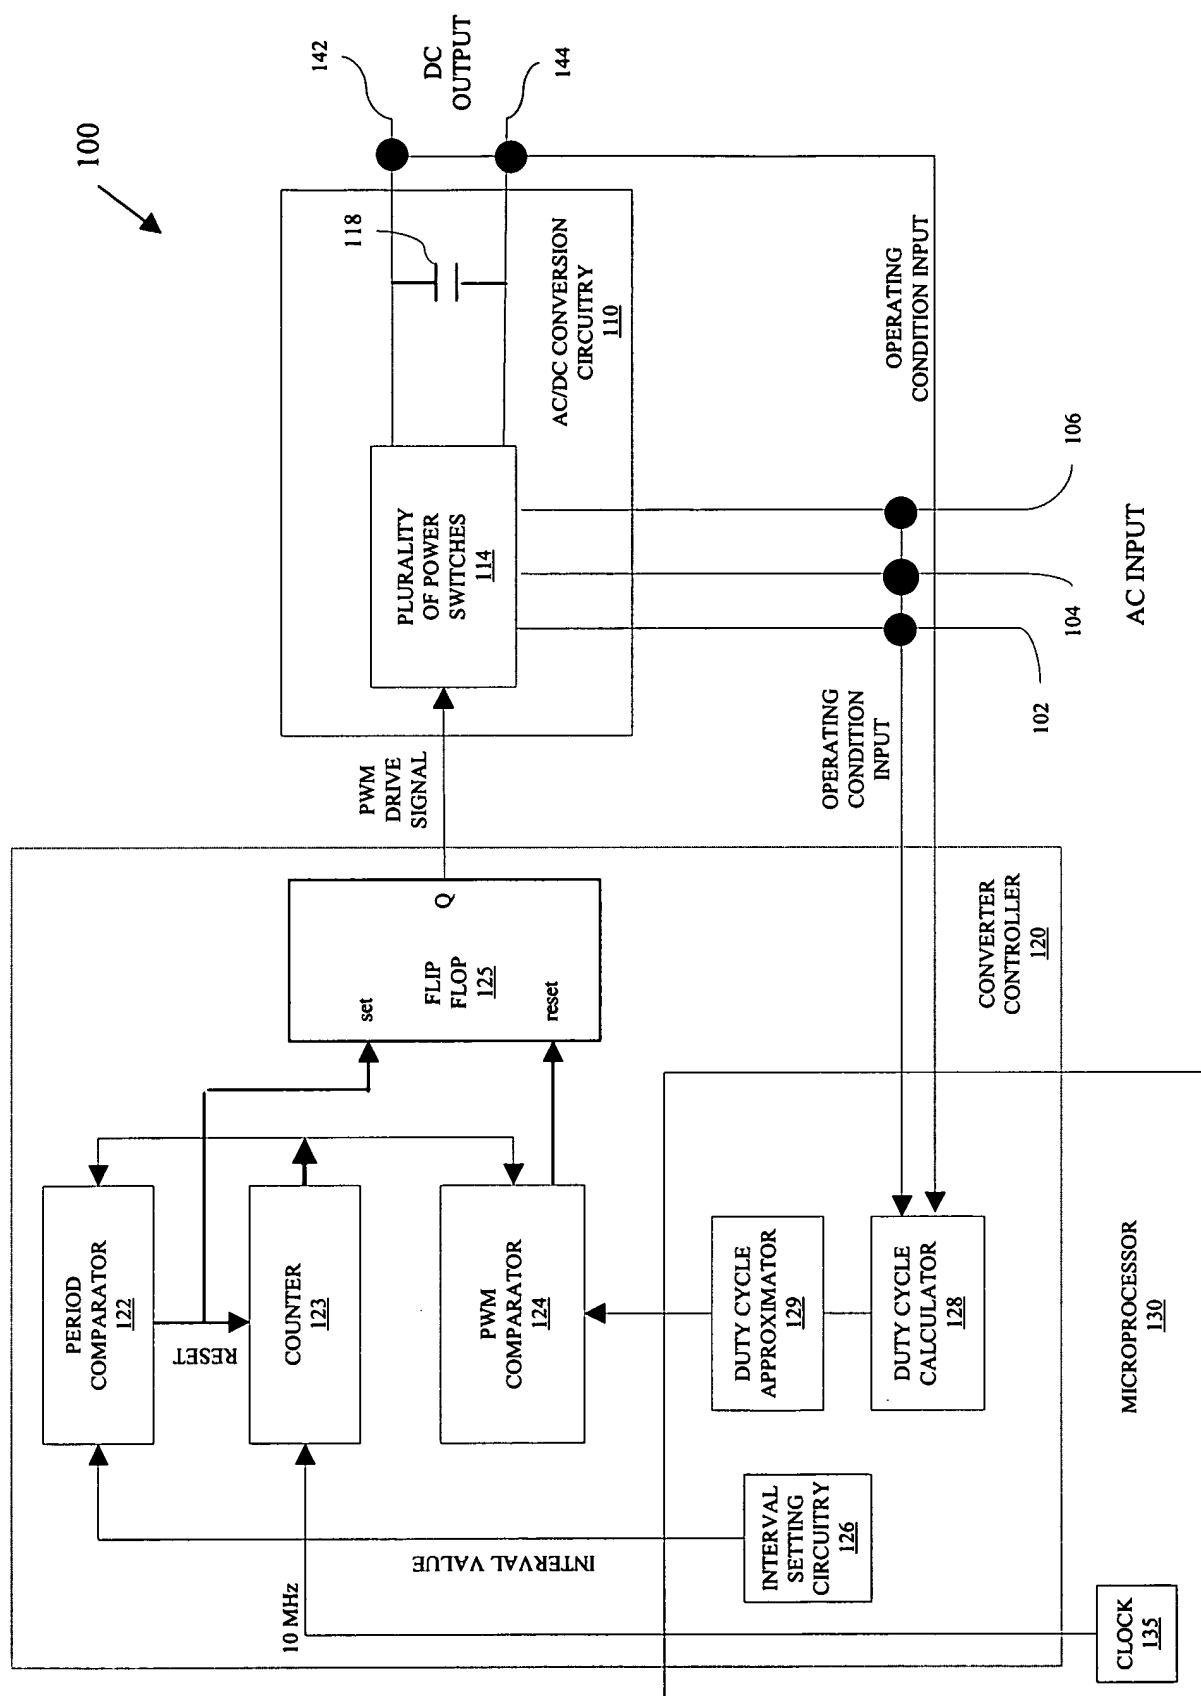 100
142
DC
OUTPUT
144
118
AC/DC CONVERSION
CIRCUITRY
110
PLURALITY
OF POWER
SWITCHES
114
PWM
DRIVE
SIGNAL
OPERATING
CONDITION INPUT
106
104
102
AC INPUT
OPERATING
CONDITION
INPUT
set
Q
FLIP
FLOP
125
reset
CONVERTER
CONTROLLER
120
PERIOD
COMPARATOR
122
RESET
COUNTER
123
PWM
COMPARATOR
124
DUTY CYCLE
APPROXIMATOR
129
DUTY CYCLE
CALCULATOR
128
MICROPROCESSOR
130
INTERVAL
SETTING
CIRCUITRY
126
INTERVAL VALUE
10 MHz
CLOCK
135